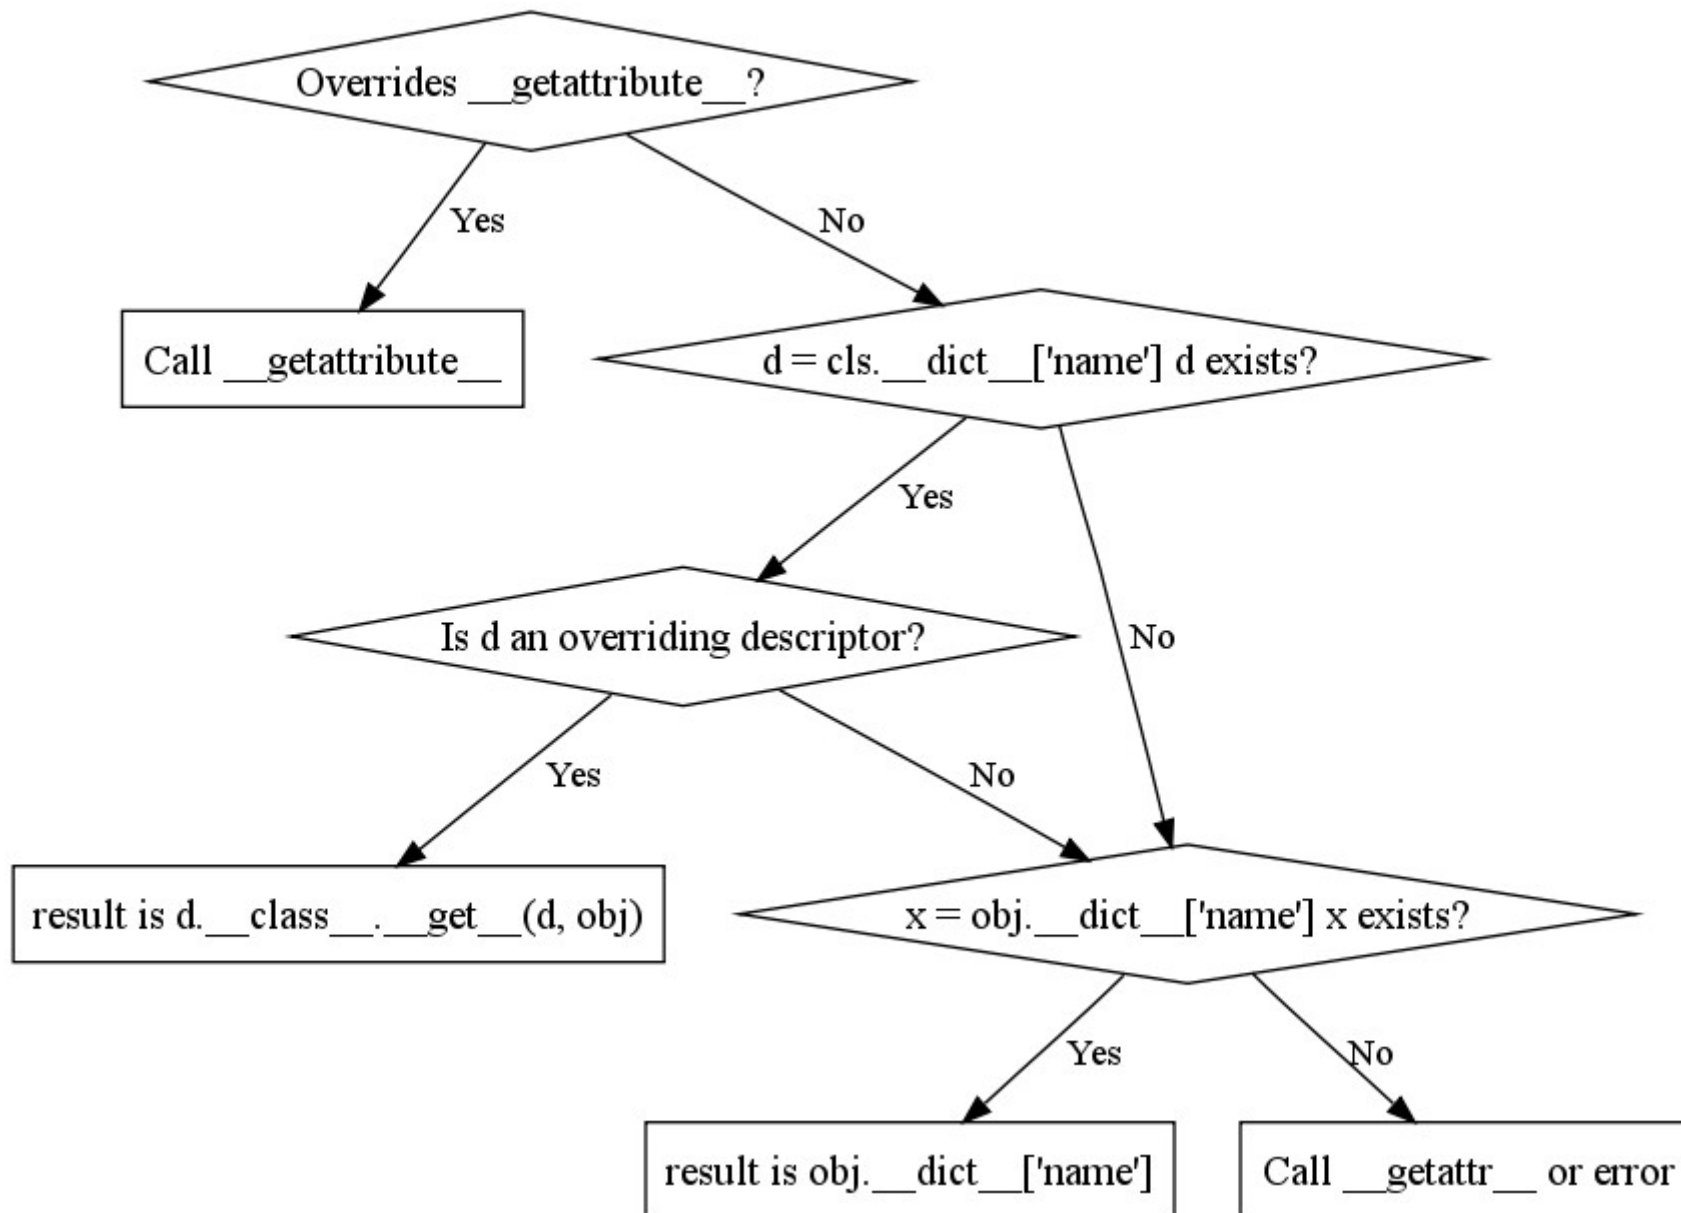 Overrides __getattribute__?
Yes
No
Call __getattribute__
d = cls.__dict__['name'] d exists?
Yes
No
Is d an overriding descriptor?
Yes
No
result is d.__class__.__get__(d, obj)
x = obj.__dict__['name'] x exists?
Yes
No
result is obj.__dict__['name']
Call __getattr__ or error